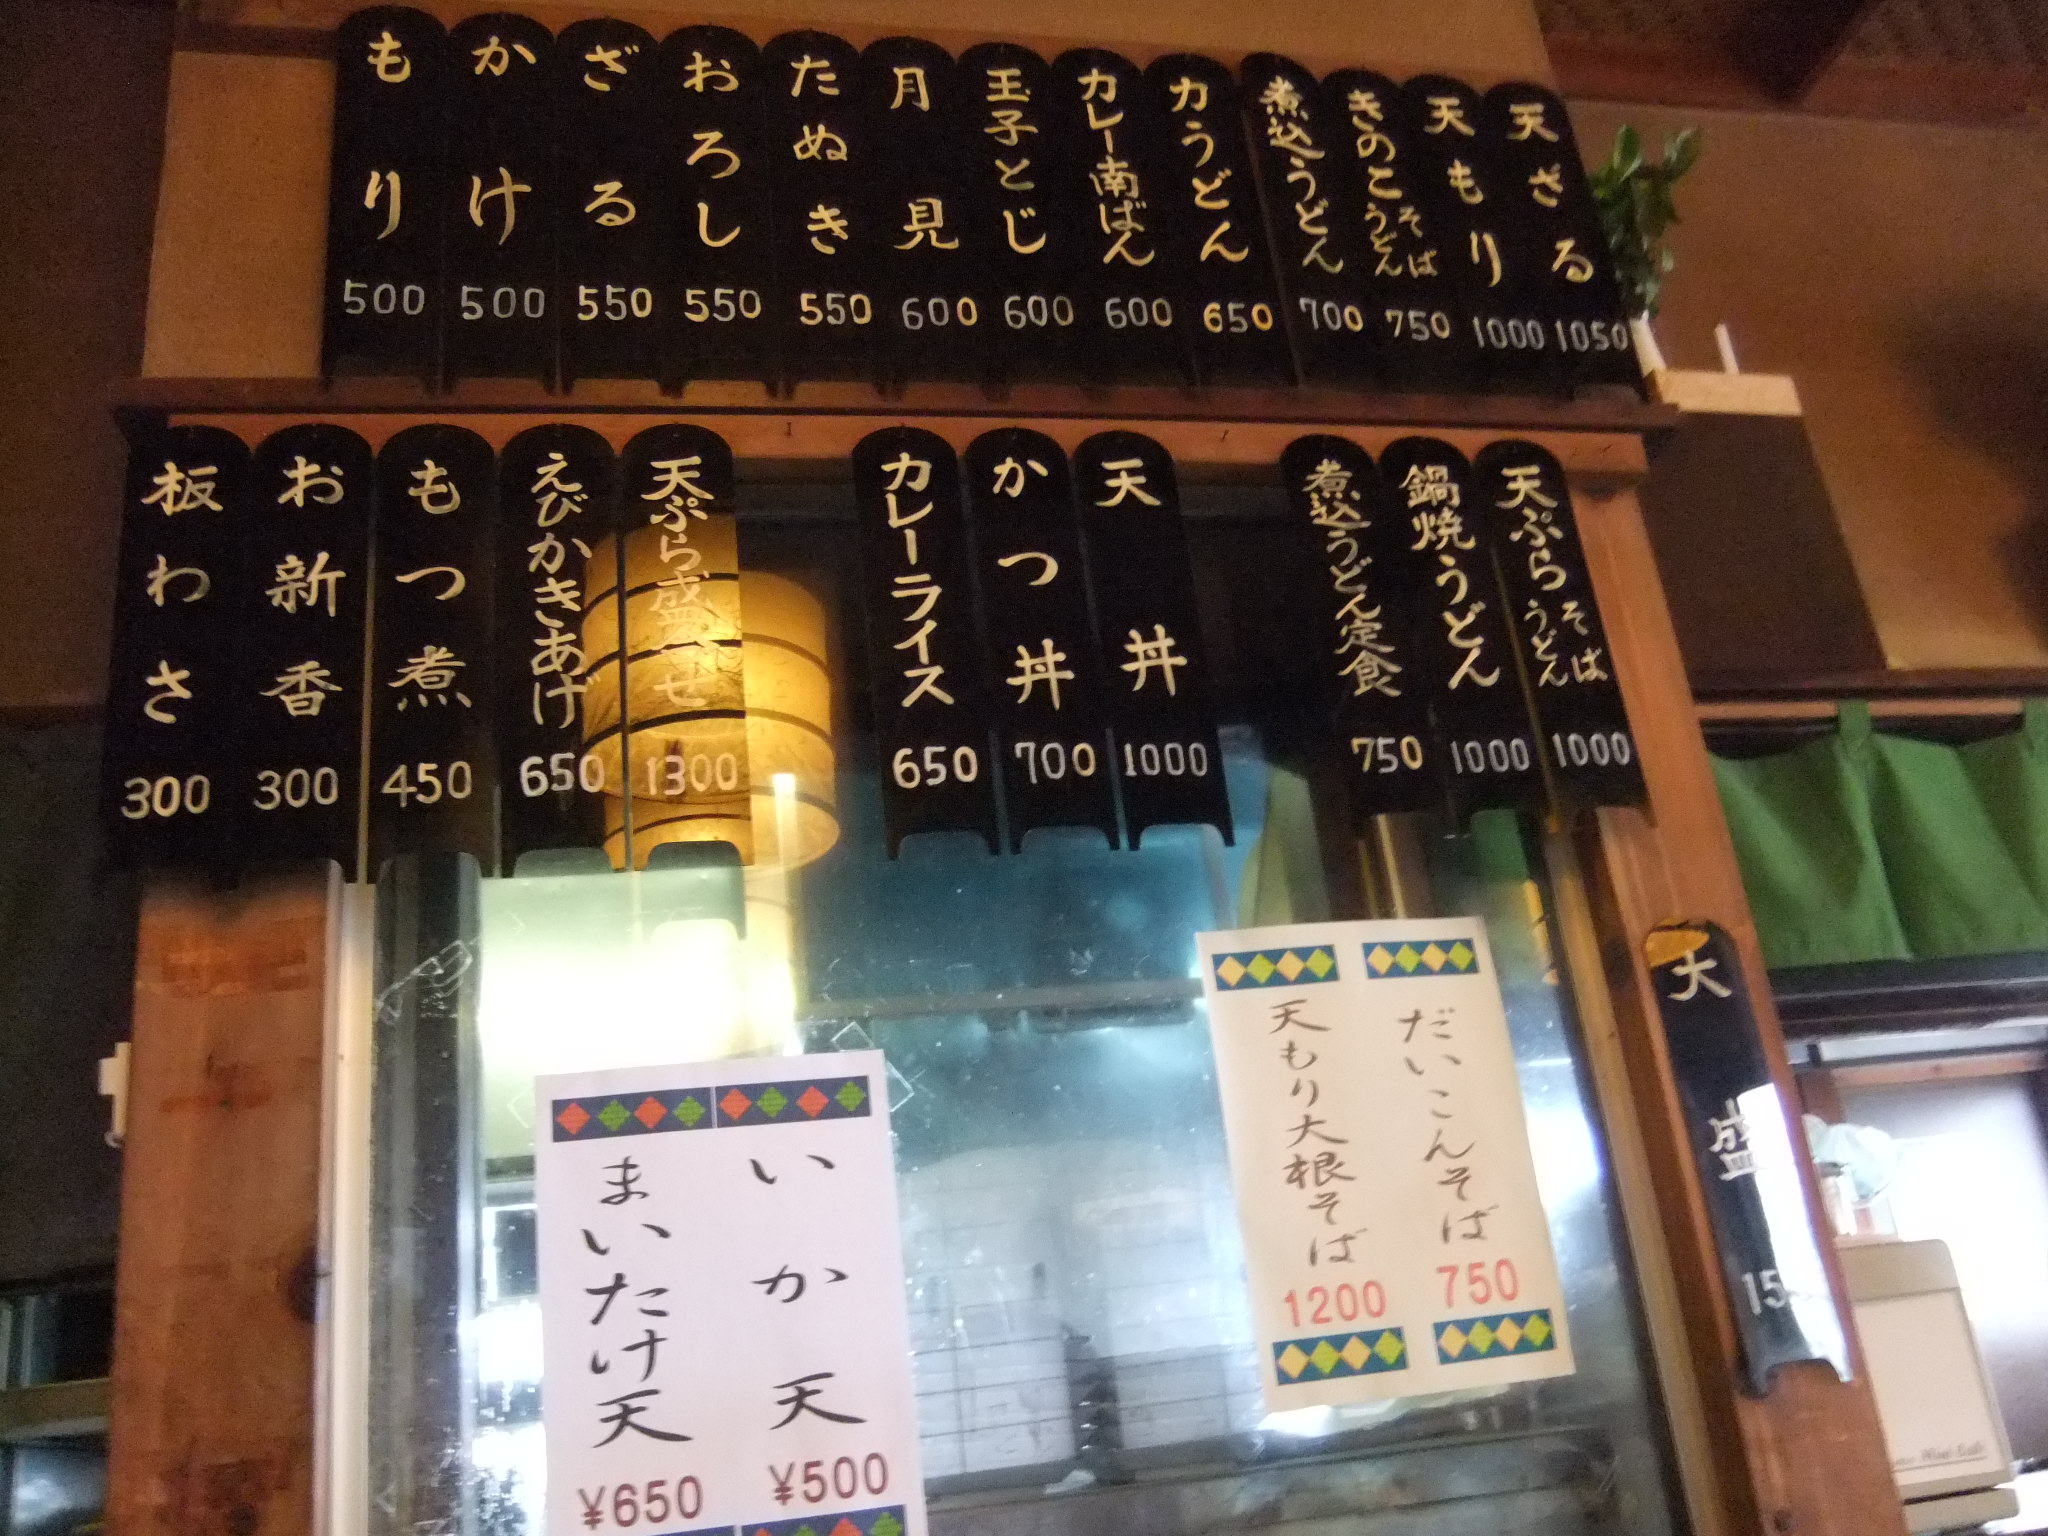 もり 500
かけ 500
ざる 550
おろし 550
たぬき 550
月見 600
玉子とじ 600
カレー南ばん 600
力うどん 650
煮込うどん 700
きのこ そば うどん 750
天もり 1000
天ざる 1050
板わさ 300
お新香 300
もつ煮 450
えびかきあげ 650
天ぷら盛合せ 1300
カレーライス 650
かつ丼 700
天丼 1000
煮込うどん定食 750
鍋焼うどん 1000
天ぷら そば うどん 1000
まいたけ天 ¥650
いか天 ¥500
天もり大根そば 1200
だいこんそば 750
大盛